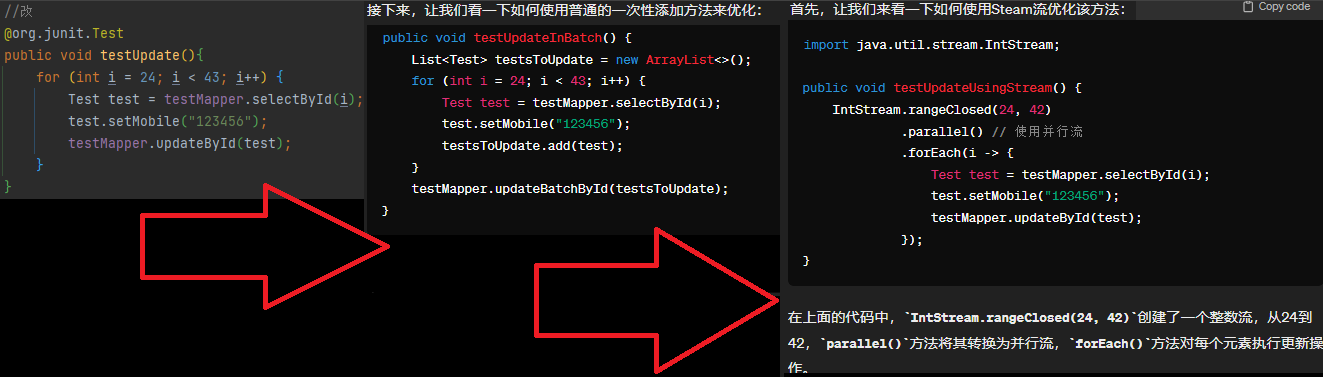 //改
@org.junit.Test
public void testUpdate(){
for (int i = 24; i < 43; i++) {
Test test = testMapper.selectById(i);
test.setMobile("123456");
testMapper.updateById(test);
}
}
接下来，让我们看一下如何使用普通的一次性添加方法来优化：
public void testUpdateInBatch() {
List<Test> testsToUpdate = new ArrayList<>();
for (int i = 24; i < 43; i++) {
Test test = testMapper.selectById(i);
test.setMobile("123456");
testsToUpdate.add(test);
}
testMapper.updateBatchById(testsToUpdate);
}
首先，让我们来看一下如何使用Steam流优化该方法：
Copy code
import java.util.stream.IntStream;
public void testUpdateUsingStream() {
IntStream.rangeClosed(24, 42)
.parallel() // 使用并行流
.forEach(i -> {
Test test = testMapper.selectById(i);
test.setMobile("123456");
testMapper.updateById(test);
});
}
在上面的代码中，`IntStream.rangeClosed(24, 42)`创建了一个整数流，从24到
42，`parallel()`方法将其转换为并行流，`forEach()`方法对每个元素执行更新操
作。